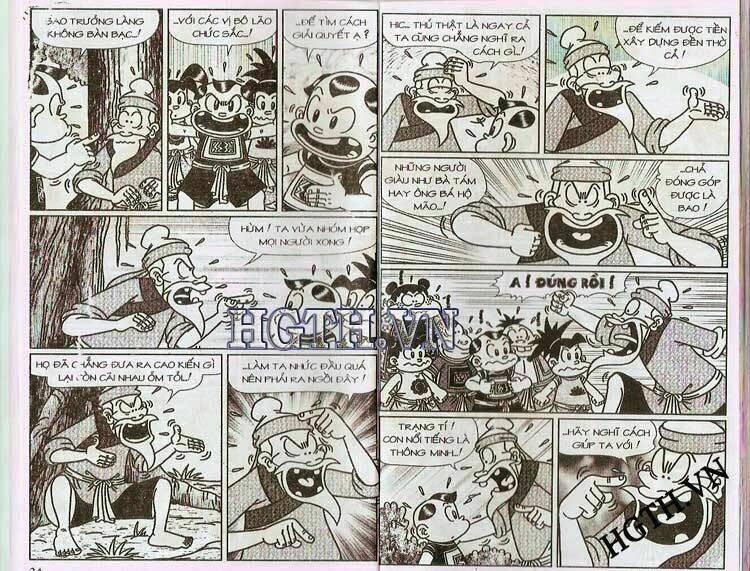 SAO TRƯỞNG LÀNG
KHÔNG BÀN BẠC...!
...VỚI CÁC VỊ BÔ LÃO
CHỨC SẮC...!
...ĐỂ TÌM CÁCH
GIẢI QUYẾT Ạ?
HỪM! TA VỪA NHÓM HỌP
MỌI NGƯỜI XONG!
HỌ ĐÃ CHẲNG ĐƯA RA CAO KIẾN GÌ
LẠI CÒN CÃI NHAU ỒM TỎI..!
...LÀM TA NHỨC ĐẦU QUÁ
NÊN PHẢI RA NGỒI ĐÂY!
HIC... THÚ THẬT LÀ NGAY CẢ
TA CŨNG CHẲNG NGHĨ RA
CÁCH GÌ...!
...ĐỂ KIẾM ĐƯỢC TIỀN
XÂY DỰNG ĐỀN THỜ
CẢ!
NHỮNG NGƯỜI
GIÀU NHƯ BÀ TÁM
HAY ÔNG BÁ HỘ
MÃO...!
...CHẢ
ĐÓNG GÓP
ĐƯỢC LÀ
BAO!
A! ĐÚNG RỒI!
TRẠNG TÍ!
CON NỔI TIẾNG LÀ
THÔNG MINH...!
...HÃY NGHĨ CÁCH
GIÚP TA VỚI!
HGTH.VN
HGTH.VN